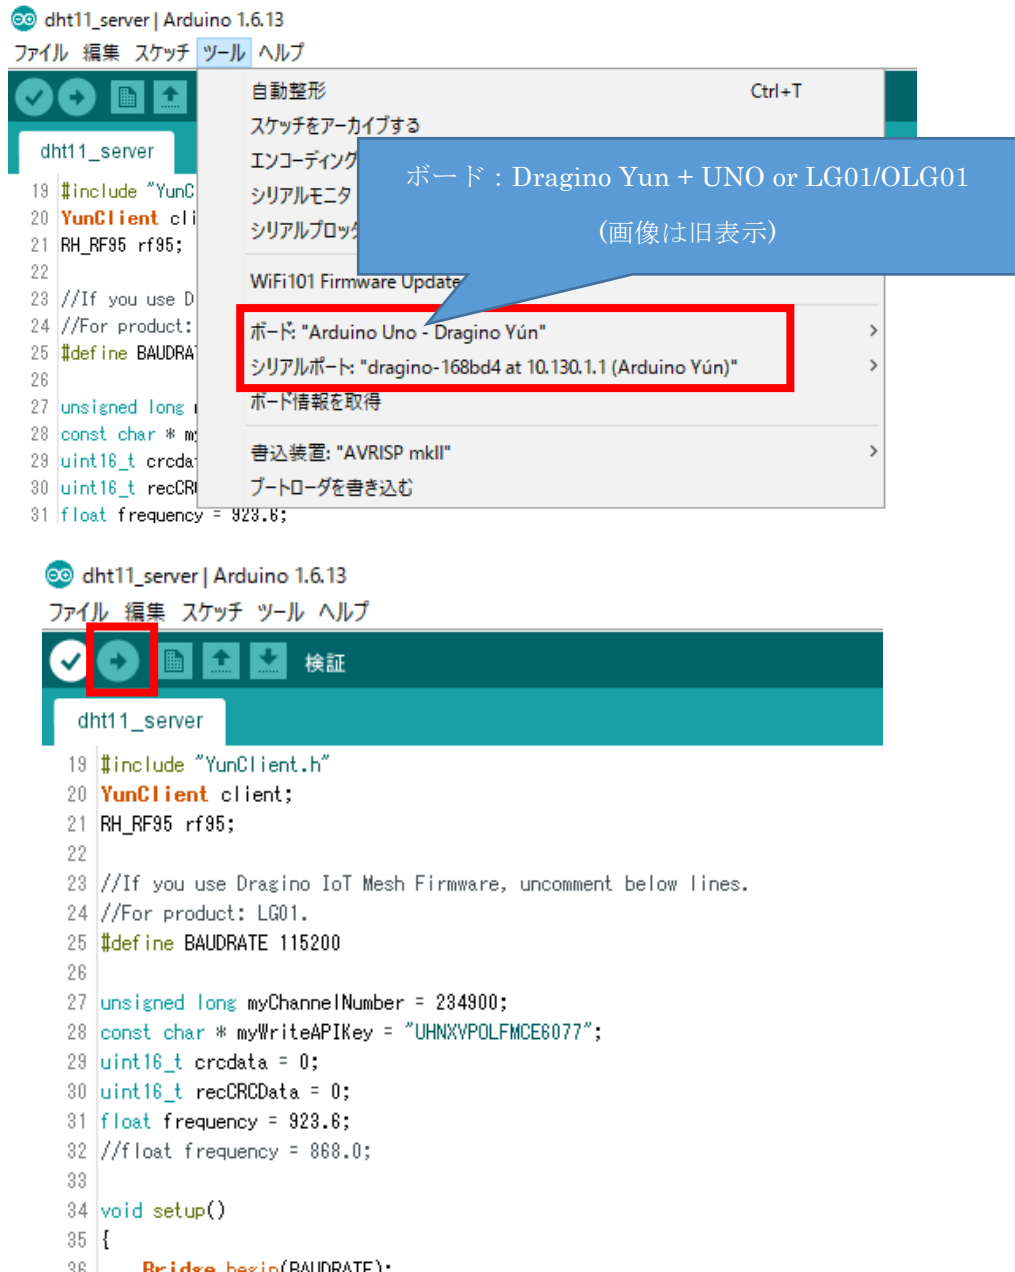 dht11_server | Arduino 1.6.13
ファイル 編集 スケッチ ツール ヘルプ
自動整形 Ctrl+T
スケッチをアーカイブする
エンコーディング
シリアルモニタ
シリアルプロッタ
WiFi101 Firmware Update
ボード: "Arduino Uno - Dragino Yún"
シリアルポート: "dragino-168bd4 at 10.130.1.1 (Arduino Yún)"
ボード情報を取得
書込装置: "AVRISP mkII"
ブートローダを書き込む
ボード：Dragino Yun + UNO or LG01/OLG01
(画像は旧表示)
dht11_server
19 #include "YunC
20 YunClient cli
21 RH_RF95 rf95;
22
23 //If you use D
24 //For product:
25 #define BAUDRA
26
27 unsigned long
28 const char * m
29 uint16_t crcda
30 uint16_t recCR
31 float frequency = 923.6;
dht11_server | Arduino 1.6.13
ファイル 編集 スケッチ ツール ヘルプ
検証
dht11_server
19 #include "YunClient.h"
20 YunClient client;
21 RH_RF95 rf95;
22
23 //If you use Dragino IoT Mesh Firmware, uncomment below lines.
24 //For product: LG01.
25 #define BAUDRATE 115200
26
27 unsigned long myChannelNumber = 234900;
28 const char * myWriteAPIKey = "UHNXVPOLFMCE6077";
29 uint16_t crcdata = 0;
30 uint16_t recCRCData = 0;
31 float frequency = 923.6;
32 //float frequency = 868.0;
33
34 void setup()
35 {
36 Bridge.begin(BAUDRATE);